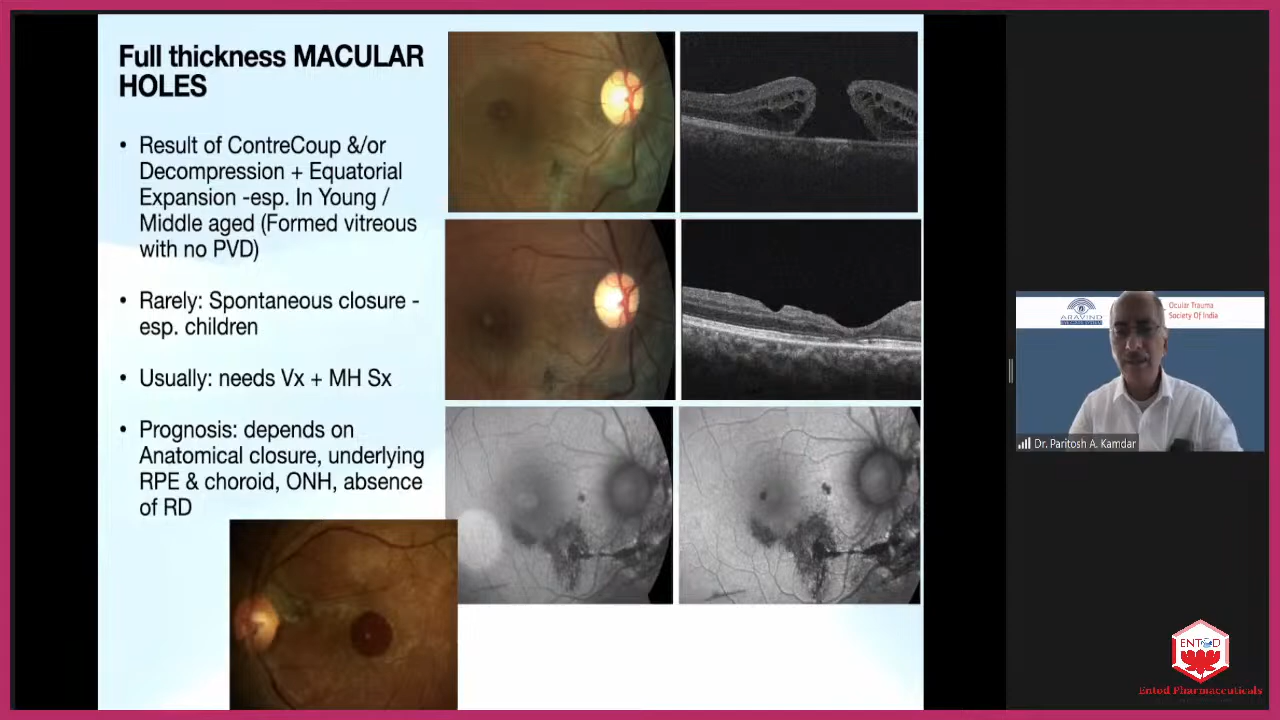 Full thickness MACULAR
HOLES
• Result of ContreCoup &/or
Decompression + Equatorial
Expansion -esp. In Young /
Middle aged (Formed vitreous
with no PVD)
• Rarely: Spontaneous closure -
esp. children
• Usually: needs Vx + MH Sx
• Prognosis: depends on
Anatomical closure, underlying
RPE & choroid, ONH, absence
of RD
ARAVIND
Ocular Trauma
Society Of India
Dr. Paritosh A. Kamdar
ENTOD
Entod Pharmaceuticals